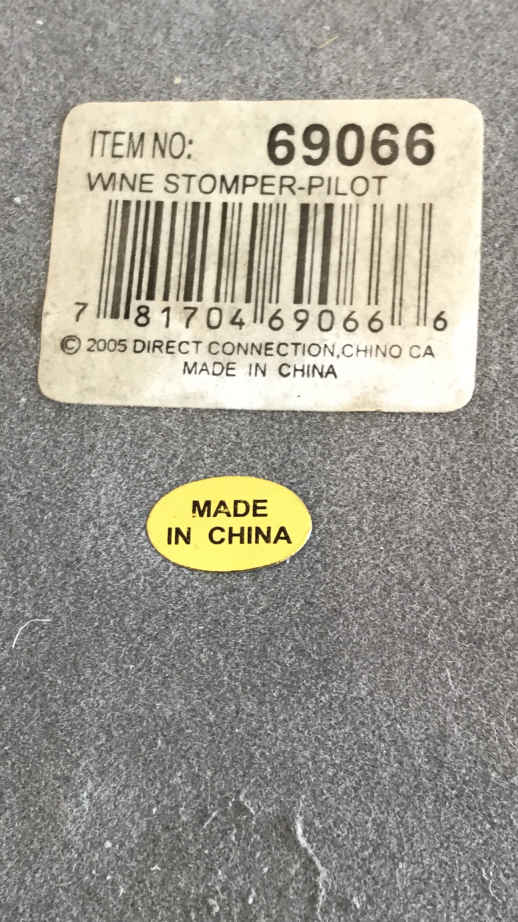 ITEM NO: 69066
WINE STOMPER-PILOT
7 81704 69066 6
© 2005 DIRECT CONNECTION, CHINO CA
MADE IN CHINA
MADE
IN CHINA